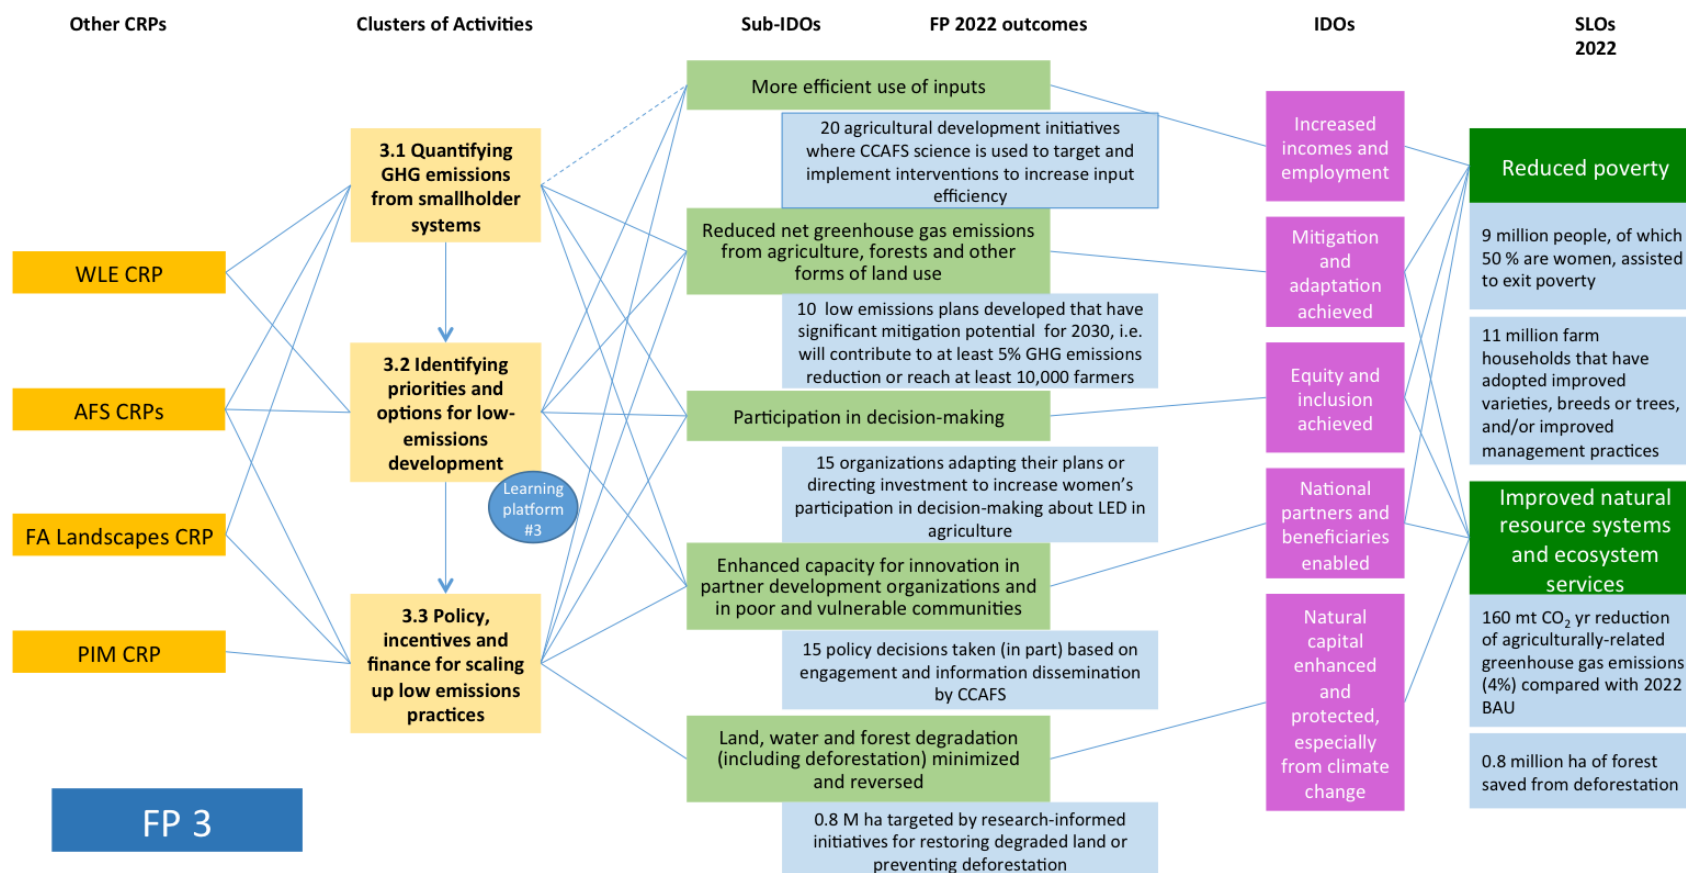 Other CRPs
Clusters of Activities
Sub-IDOs
FP 2022 outcomes
IDOs
SLOs
2022
WLE CRP
AFS CRPs
FA Landscapes CRP
PIM CRP
FP 3
3.1 Quantifying
GHG emissions
from smallholder
systems
3.2 Identifying
priorities and
options for low-
emissions
development
Learning
platform
#3
3.3 Policy,
incentives and
finance for scaling
up low emissions
practices
More efficient use of inputs
20 agricultural development initiatives
where CCAFS science is used to target and
implement interventions to increase input
efficiency
Reduced net greenhouse gas emissions
from agriculture, forests and other
forms of land use
10 low emissions plans developed that have
significant mitigation potential for 2030, i.e.
will contribute to at least 5% GHG emissions
reduction or reach at least 10,000 farmers
Participation in decision-making
15 organizations adapting their plans or
directing investment to increase women's
participation in decision-making about LED in
agriculture
Enhanced capacity for innovation in
partner development organizations and
in poor and vulnerable communities
15 policy decisions taken (in part) based on
engagement and information dissemination
by CCAFS
Land, water and forest degradation
(including deforestation) minimized
and reversed
0.8 M ha targeted by research-informed
initiatives for restoring degraded land or
preventing deforestation
Increased
incomes and
employment
Mitigation
and
adaptation
achieved
Equity and
inclusion
achieved
National
partners and
beneficiaries
enabled
Natural
capital
enhanced
and
protected,
especially
from climate
change
Reduced poverty
9 million people, of which
50 % are women, assisted
to exit poverty
11 million farm
households that have
adopted improved
varieties, breeds or trees,
and/or improved
management practices
Improved natural
resource systems
and ecosystem
services
160 mt CO₂ yr reduction
of agriculturally-related
greenhouse gas emissions
(4%) compared with 2022
BAU
0.8 million ha of forest
saved from deforestation